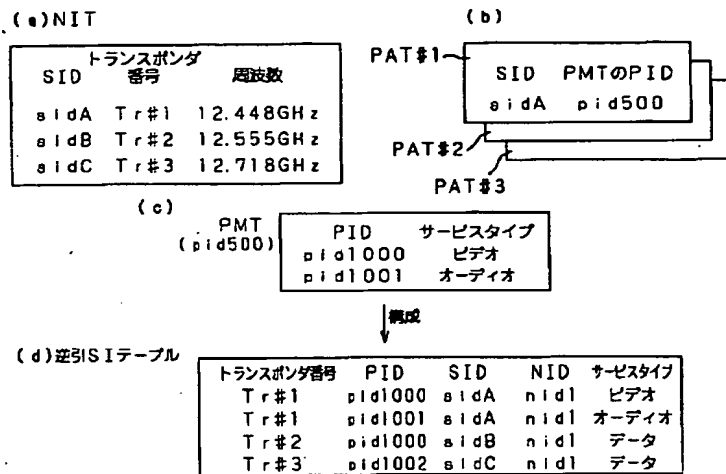 (a)NIT
トランスポンダ
SID 番号 周波数
sidA Tr#1 12.448GHz
sidB Tr#2 12.555GHz
sidC Tr#3 12.718GHz
(b)
PAT#1
SID PMTのPID
sidA pid500
PAT#2
PAT#3
(c)
PMT
(pid500)
PID サービスタイプ
pid1000 ビデオ
pid1001 オーディオ
構成
(d)逆引SIテーブル
トランスポンダ番号 PID SID NID サービスタイプ
Tr#1 pid1000 sidA nid1 ビデオ
Tr#1 pid1001 sidA nid1 オーディオ
Tr#2 pid1000 sidB nid1 データ
Tr#3 pid1002 sidC nid1 データ